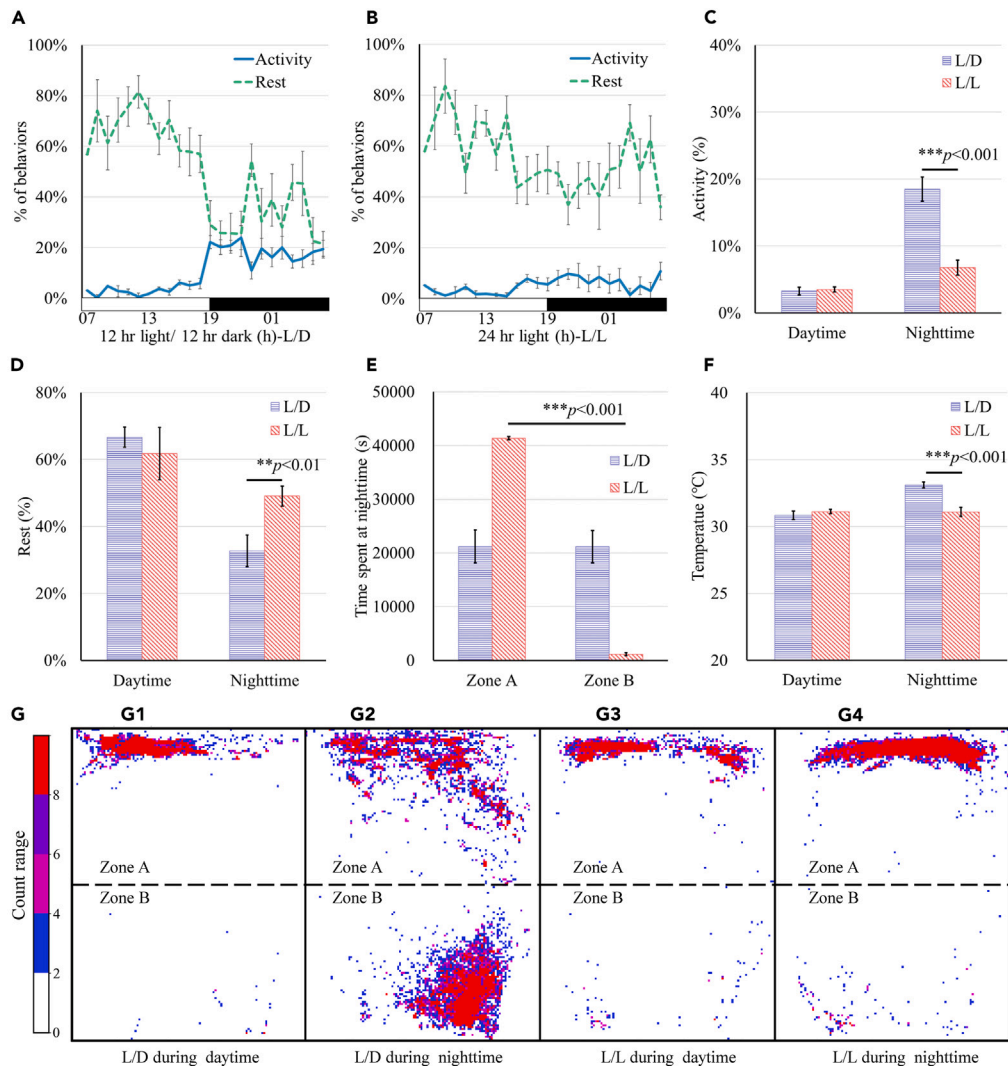 A
100%
80%
60%
40%
20%
0%
% of behaviors
Activity
Rest
07
13
19
01
12 hr light/ 12 hr dark (h)-L/D
B
100%
80%
60%
40%
20%
0%
% of behaviors
Activity
Rest
07
13
19
01
24 hr light (h)-L/L
C
40%
30%
20%
10%
0%
Activity (%)
L/D
L/L
***p<0.001
Daytime
Nighttime
D
80%
60%
40%
20%
0%
Rest (%)
L/D
L/L
**p<0.01
Daytime
Nighttime
E
50000
40000
30000
20000
10000
0
Time spent at nighttime (s)
***p<0.001
L/D
L/L
Zone A
Zone B
F
40
35
30
25
20
Temperatue (℃)
L/D
L/L
***p<0.001
Daytime
Nighttime
G
G1
G2
G3
G4
Count range
8
6
4
2
0
Zone A
Zone A
Zone A
Zone A
Zone B
Zone B
Zone B
Zone B
L/D during daytime
L/D during nighttime
L/L during daytime
L/L during nighttime